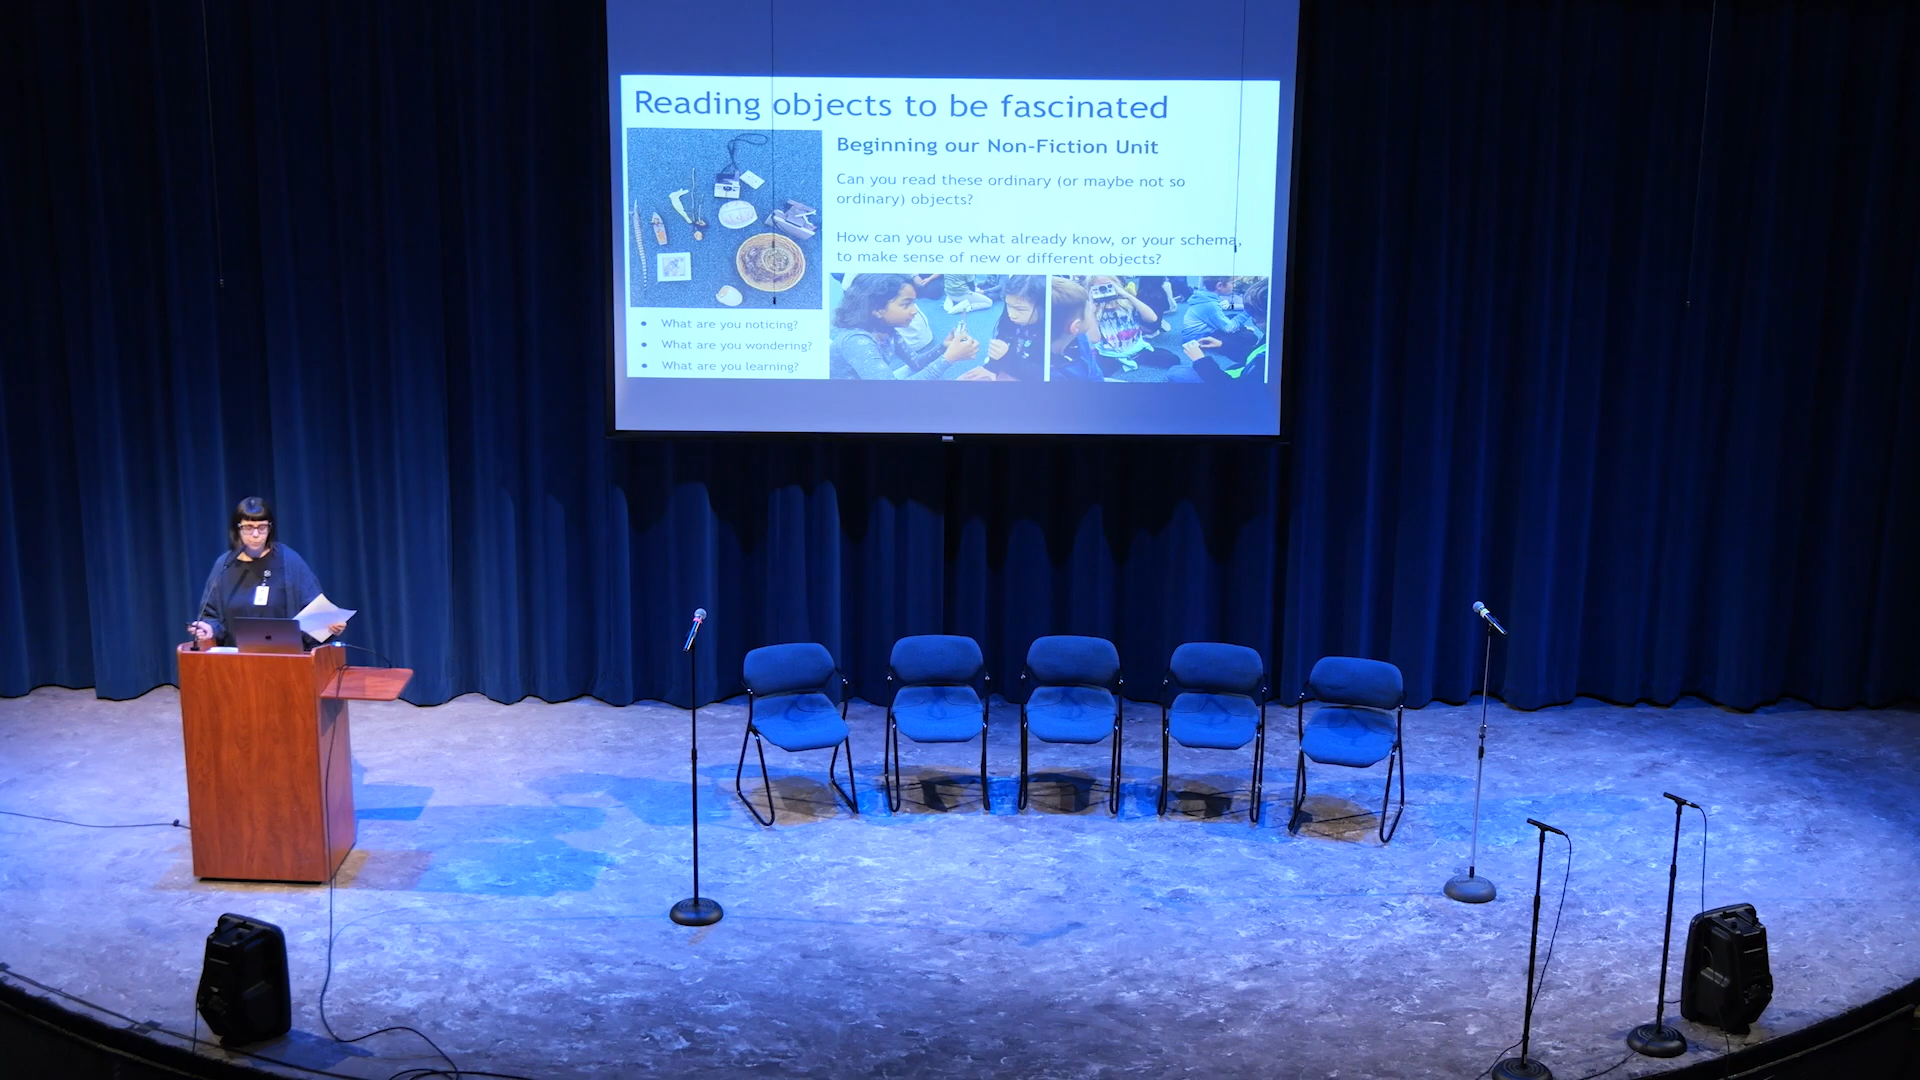 Reading objects to be fascinated
Beginning our Non-Fiction Unit
Can you read these ordinary (or maybe not so
ordinary) objects?
How can you use what already know, or your schema,
to make sense of new or different objects?
• What are you noticing?
• What are you wondering?
• What are you learning?